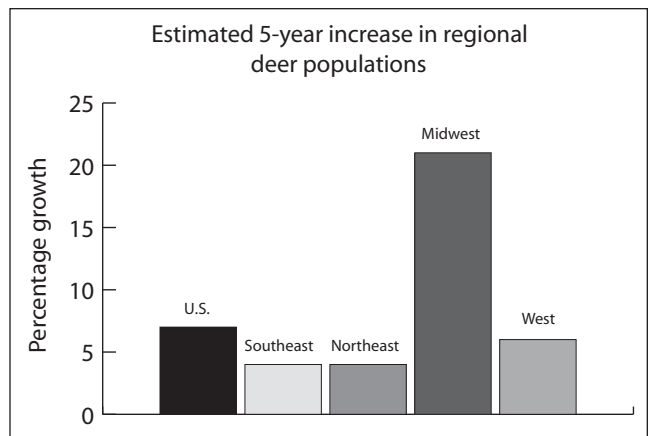 Estimated 5-year increase in regional
deer populations
Percentage growth
25
20
15
10
5
0
U.S.
Southeast
Northeast
Midwest
West